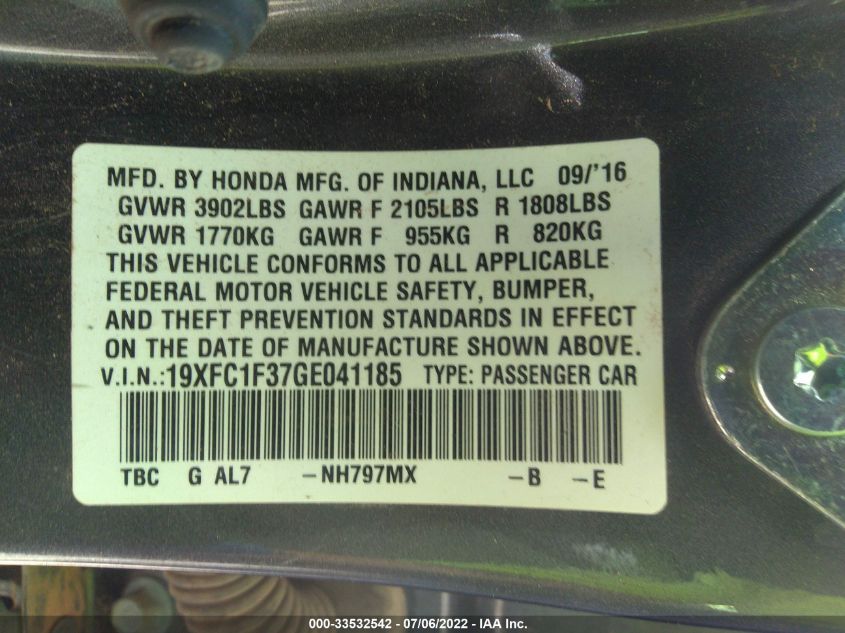 MFD. BY HONDA MFG. OF INDIANA, LLC 09/'16
GVWR 3902LBS GAWR F 2105LBS R 1808LBS
GVWR 1770KG GAWR F 955KG R 820KG
THIS VEHICLE CONFORMS TO ALL APPLICABLE
FEDERAL MOTOR VEHICLE SAFETY, BUMPER,
AND THEFT PREVENTION STANDARDS IN EFFECT
ON THE DATE OF MANUFACTURE SHOWN ABOVE.
V.I.N.:19XFC1F37GE041185 TYPE: PASSENGER CAR
TBC G AL7 -NH797MX -B -E
000-33532542 - 07/06/2022 - IAA Inc.